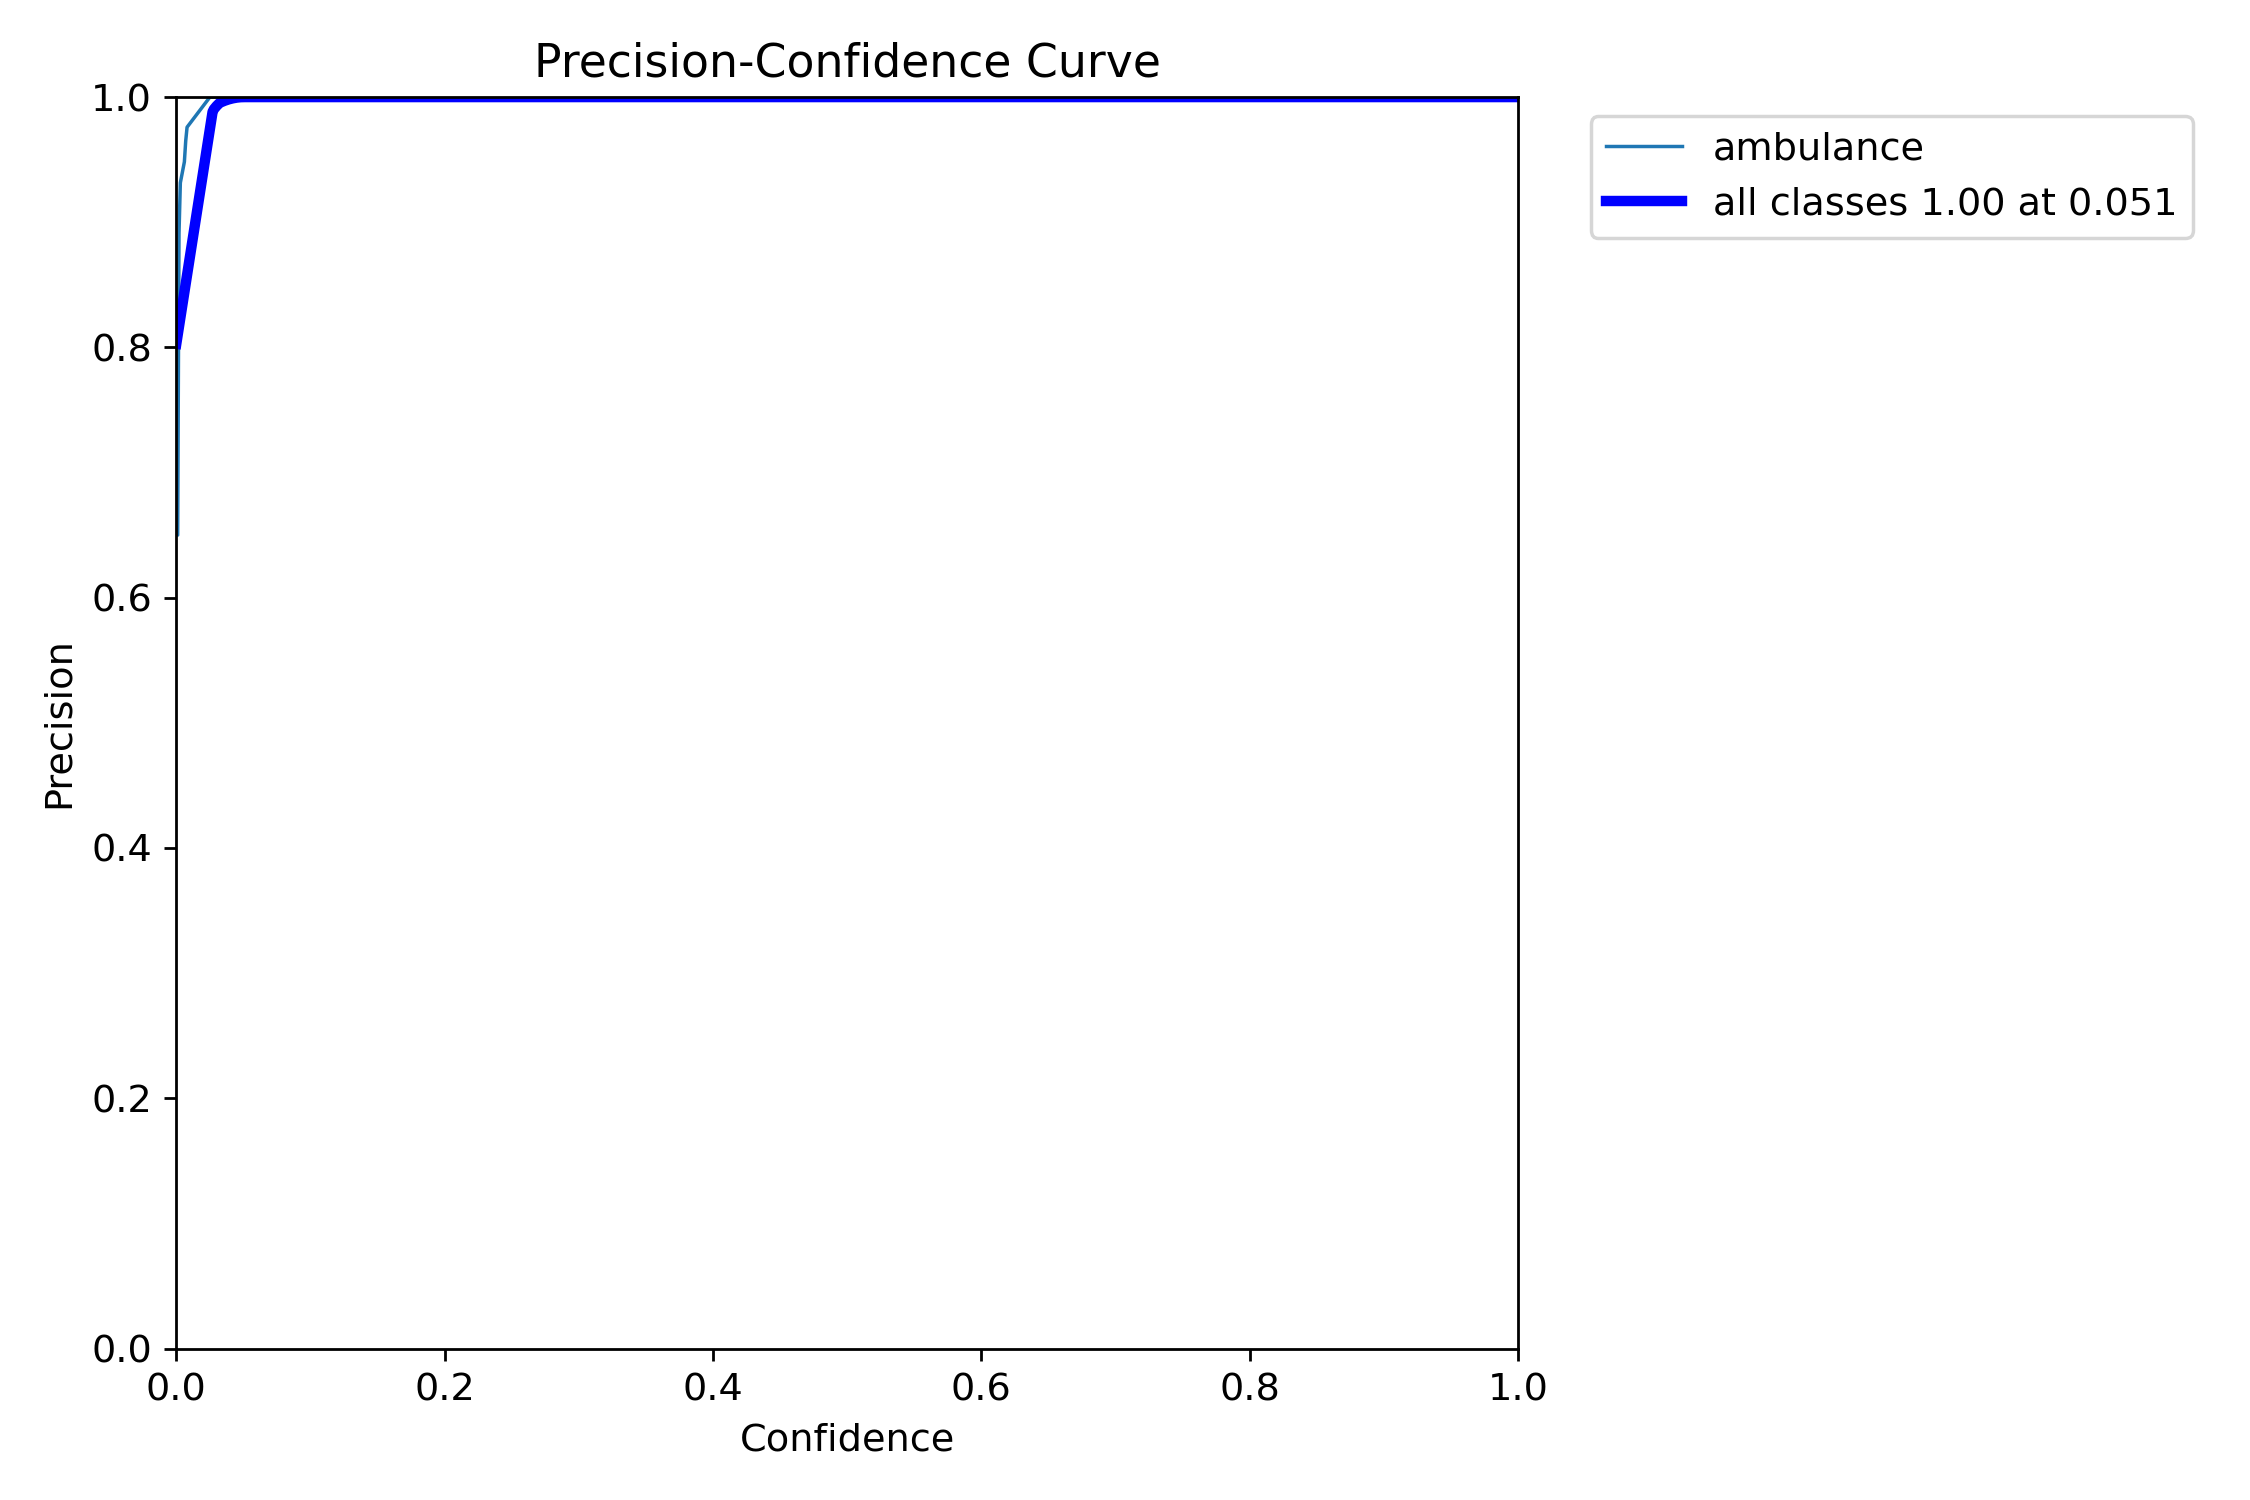 Precision-Confidence Curve
1.0
0.8
0.6
0.4
0.2
0.0
Precision
0.0 0.2 0.4 0.6 0.8 1.0
Confidence
ambulance
all classes 1.00 at 0.051